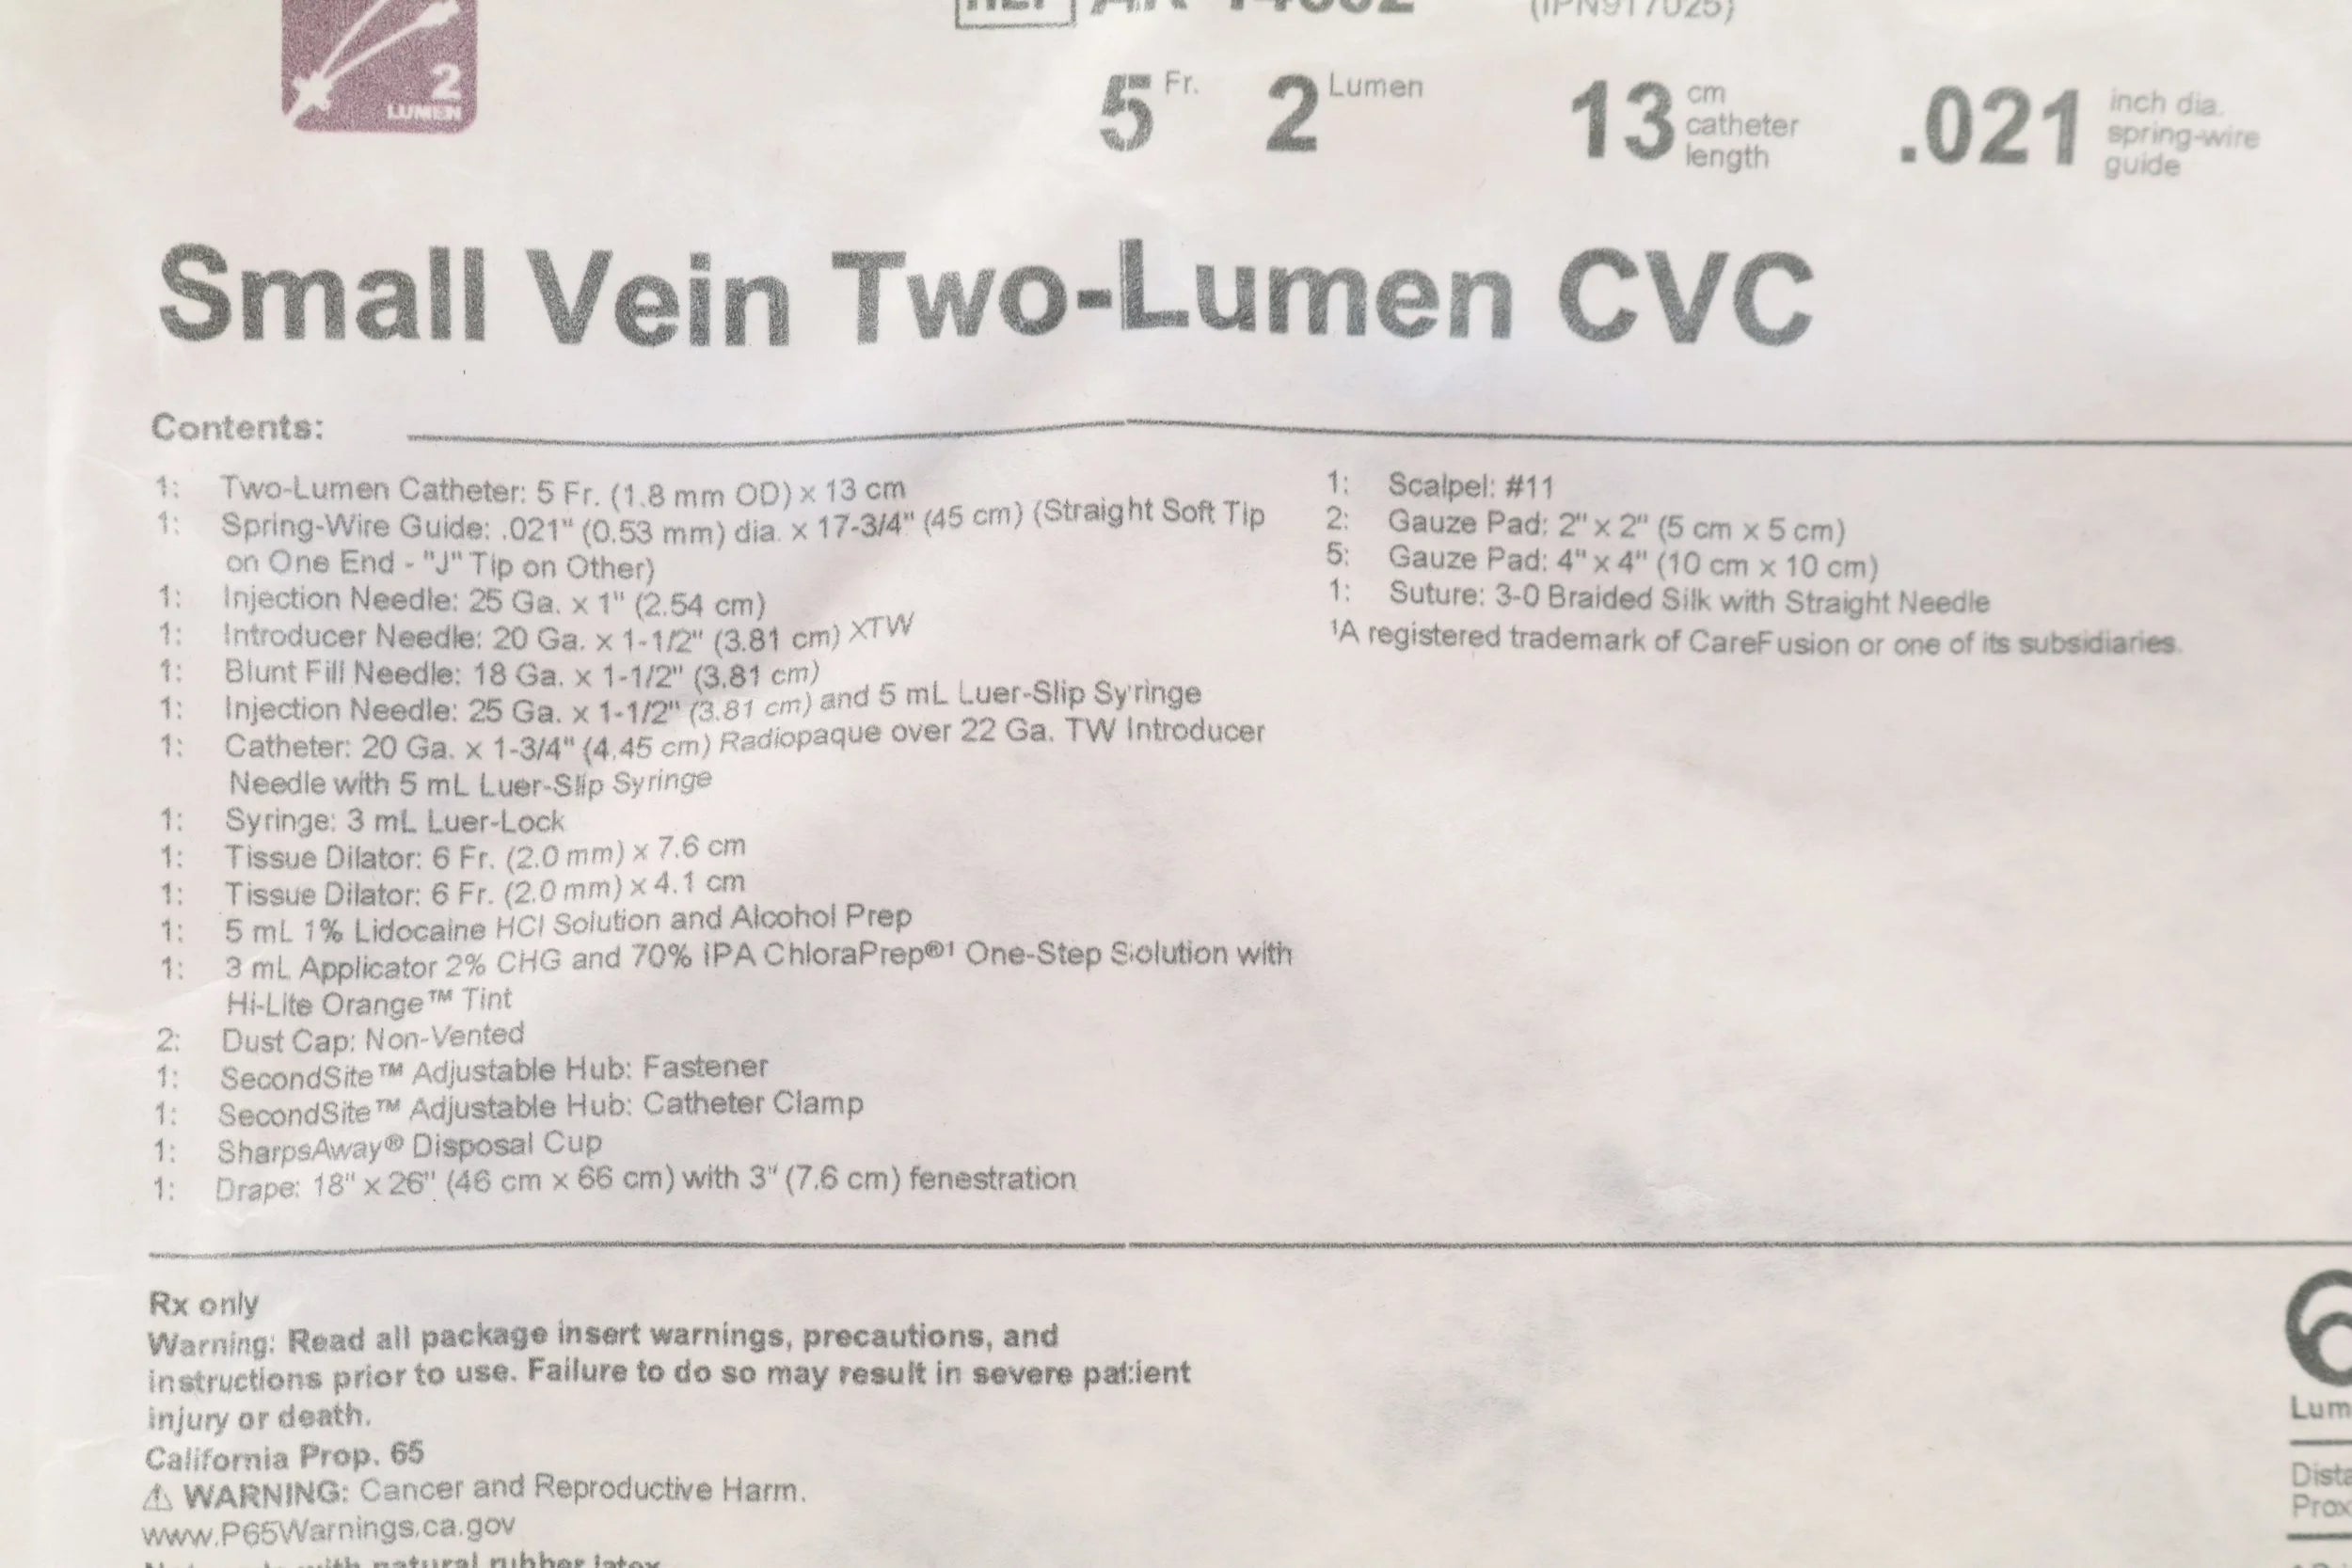 2
LUMEN
(IPN917025)
5 Fr. 2 Lumen 13 cm catheter length .021 inch dia. spring-wire guide
Small Vein Two-Lumen CVC
Contents:
1: Two-Lumen Catheter: 5 Fr. (1.8 mm OD) x 13 cm
1: Spring-Wire Guide: .021" (0.53 mm) dia. x 17-3/4" (45 cm) (Straight Soft Tip
on One End - "J" Tip on Other)
1: Injection Needle: 25 Ga. x 1" (2.54 cm)
1: Introducer Needle: 20 Ga. x 1-1/2" (3.81 cm) XTW
1: Blunt Fill Needle: 18 Ga. x 1-1/2" (3.81 cm)
1: Injection Needle: 25 Ga. x 1-1/2" (3.81 cm) and 5 mL Luer-Slip Syringe
1: Catheter: 20 Ga. x 1-3/4" (4.45 cm) Radiopaque over 22 Ga. TW Introducer
Needle with 5 mL Luer-Slip Syringe
1: Syringe: 3 mL Luer-Lock
1: Tissue Dilator: 6 Fr. (2.0 mm) x 7.6 cm
1: Tissue Dilator: 6 Fr. (2.0 mm) x 4.1 cm
1: 5 mL 1% Lidocaine HCl Solution and Alcohol Prep
1: 3 mL Applicator 2% CHG and 70% IPA ChloraPrep®¹ One-Step Solution with
Hi-Lite Orange™ Tint
2: Dust Cap: Non-Vented
1: SecondSite™ Adjustable Hub: Fastener
1: SecondSite™ Adjustable Hub: Catheter Clamp
1: SharpsAway® Disposal Cup
1: Drape: 18" x 26" (46 cm x 66 cm) with 3" (7.6 cm) fenestration
1: Scalpel: #11
2: Gauze Pad: 2" x 2" (5 cm x 5 cm)
5: Gauze Pad: 4" x 4" (10 cm x 10 cm)
1: Suture: 3-0 Braided Silk with Straight Needle
¹A registered trademark of CareFusion or one of its subsidiaries.
Rx only
Warning: Read all package insert warnings, precautions, and
instructions prior to use. Failure to do so may result in severe patient
injury or death.
California Prop. 65
⚠ WARNING: Cancer and Reproductive Harm.
www.P65Warnings.ca.gov
with natural rubber latex
6
Lum
Dista
Prox